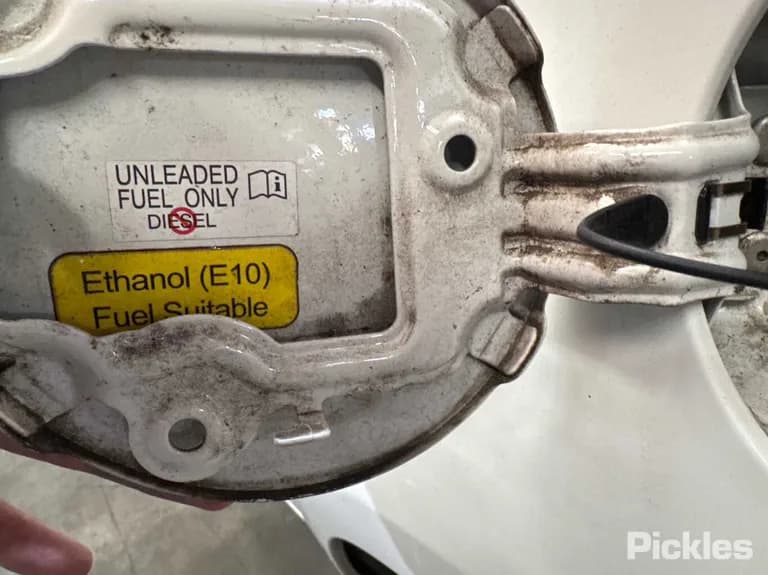 UNLEADED
FUEL ONLY
DIESEL
Ethanol (E10)
Fuel Suitable
Pickles